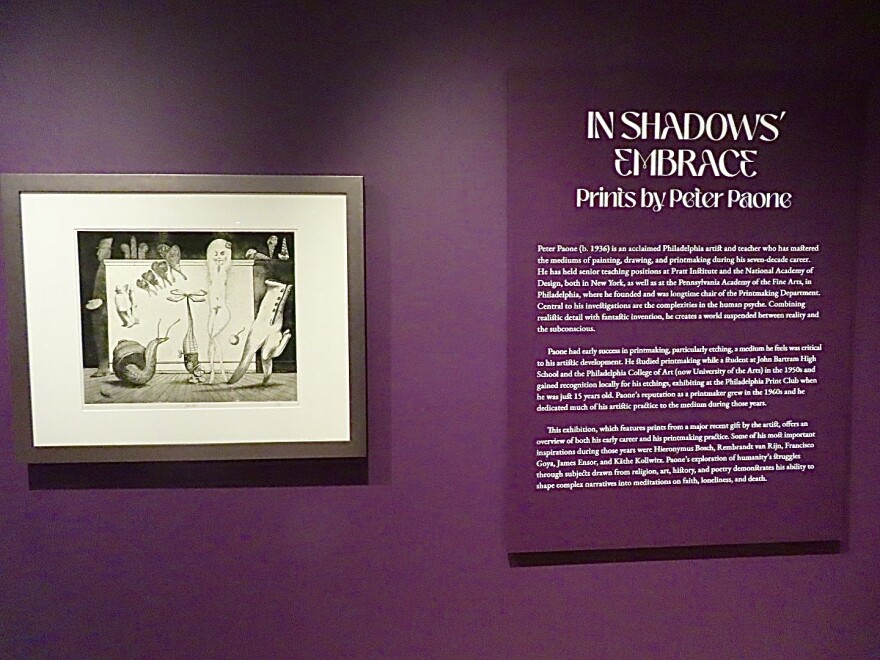 IN SHADOWS'
EMBRACE
Prints by Peter Paone
Peter Paone (b. 1936) is an acclaimed Philadelphia artist and teacher who has mastered
the mediums of painting, drawing, and printmaking during his seven-decade career.
He has held senior teaching positions at Pratt Institute and the National Academy of
Design, both in New York, as well as at the Pennsylvania Academy of the Fine Arts, in
Philadelphia, where he founded and was longtime chair of the Printmaking Department.
Central to his investigations are the complexities in the human psyche. Combining
realistic detail with fantastic invention, he creates a world suspended between reality and
the subconscious.
Paone had early success in printmaking, particularly etching, a medium he feels was critical
to his artistic development. He studied printmaking while a student at John Bartram High
School and the Philadelphia College of Art (now University of the Arts) in the 1950s and
gained recognition locally for his etchings, exhibiting at the Philadelphia Print Club when
he was just 15 years old. Paone's reputation as a printmaker grew in the 1960s and he
dedicated much of his artistic practice to the medium during those years.
This exhibition, which features prints from a major recent gift by the artist, offers an
overview of both his early career and his printmaking practice. Some of his most important
inspirations during those years were Hieronymus Bosch, Rembrandt van Rijn, Francisco
Goya, James Ensor, and Käthe Kollwitz. Paone's exploration of humanity's struggles
through subjects drawn from religion, art, history, and poetry demonstrates his ability to
shape complex narratives into meditations on faith, loneliness, and death.